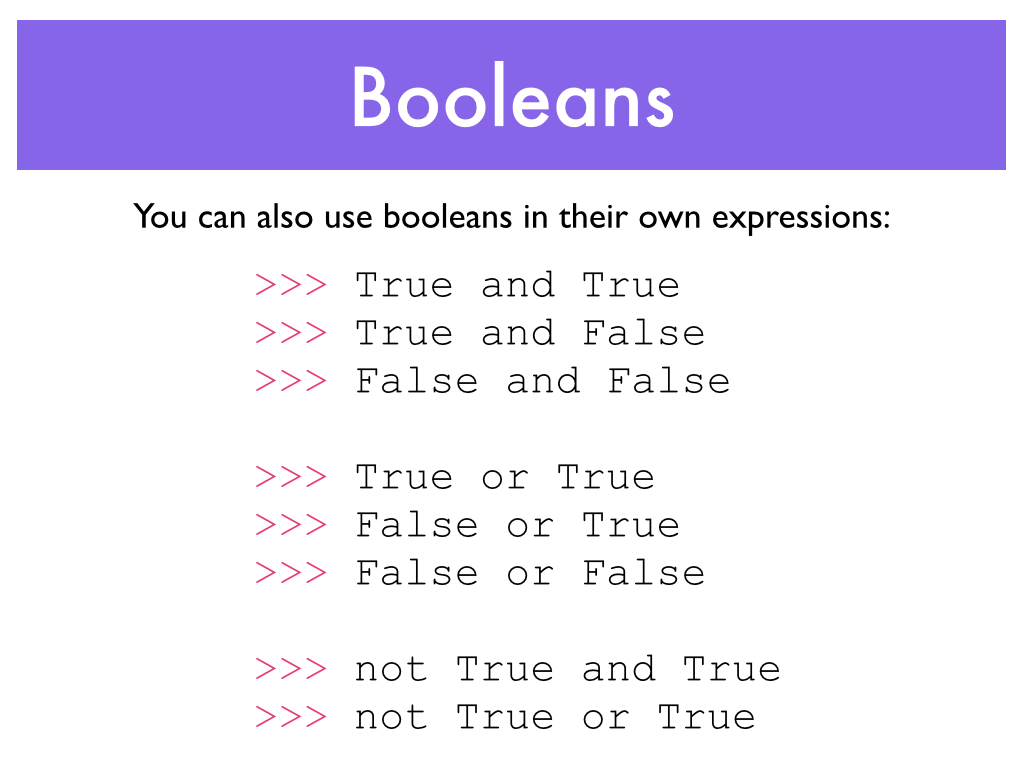 Booleans
You can also use booleans in their own expressions:
>>> True and True
>>> True and False
>>> False and False
>>> True or True
>>> False or True
>>> False or False
>>> not True and True
>>> not True or True